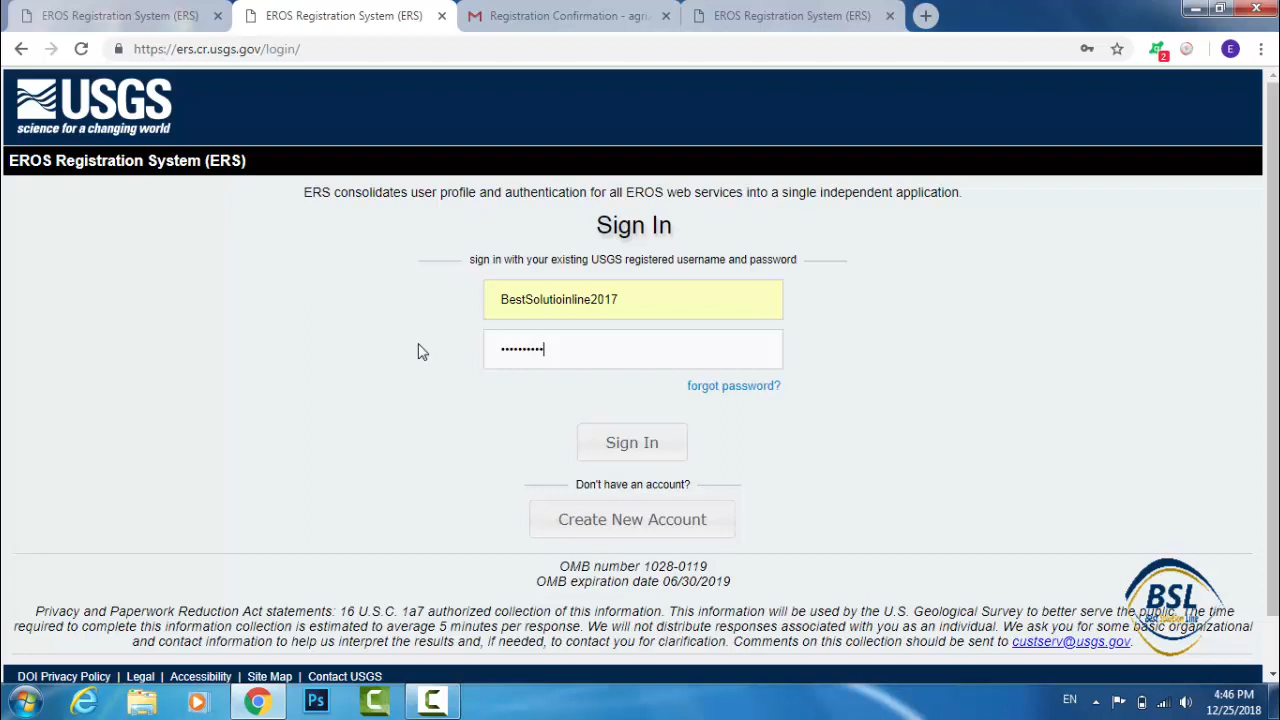 EROS Registration System (ERS)
EROS Registration System (ERS)
Registration Confirmation - agri
EROS Registration System (ERS)
https://ers.cr.usgs.gov/login/
2
E
USGS
science for a changing world
EROS Registration System (ERS)
ERS consolidates user profile and authentication for all EROS web services into a single independent application.
Sign In
sign in with your existing USGS registered username and password
BestSolutioinline2017
••••••••••
forgot password?
Sign In
Don't have an account?
Create New Account
OMB number 1028-0119
OMB expiration date 06/30/2019
Privacy and Paperwork Reduction Act statements: 16 U.S.C. 1a7 authorized collection of this information. This information will be used by the U.S. Geological Survey to better serve the public. The time
required to complete this information collection is estimated to average 5 minutes per response. We will not distribute responses associated with you as an individual. We ask you for some basic organizational
and contact information to help us interpret the results and, if needed, to contact you for clarification. Comments on this collection should be sent to custserv@usgs.gov.
BSL
Best Solution Link
DOI Privacy Policy | Legal | Accessibility | Site Map | Contact USGS
Ps
EN
4:46 PM
12/25/2018